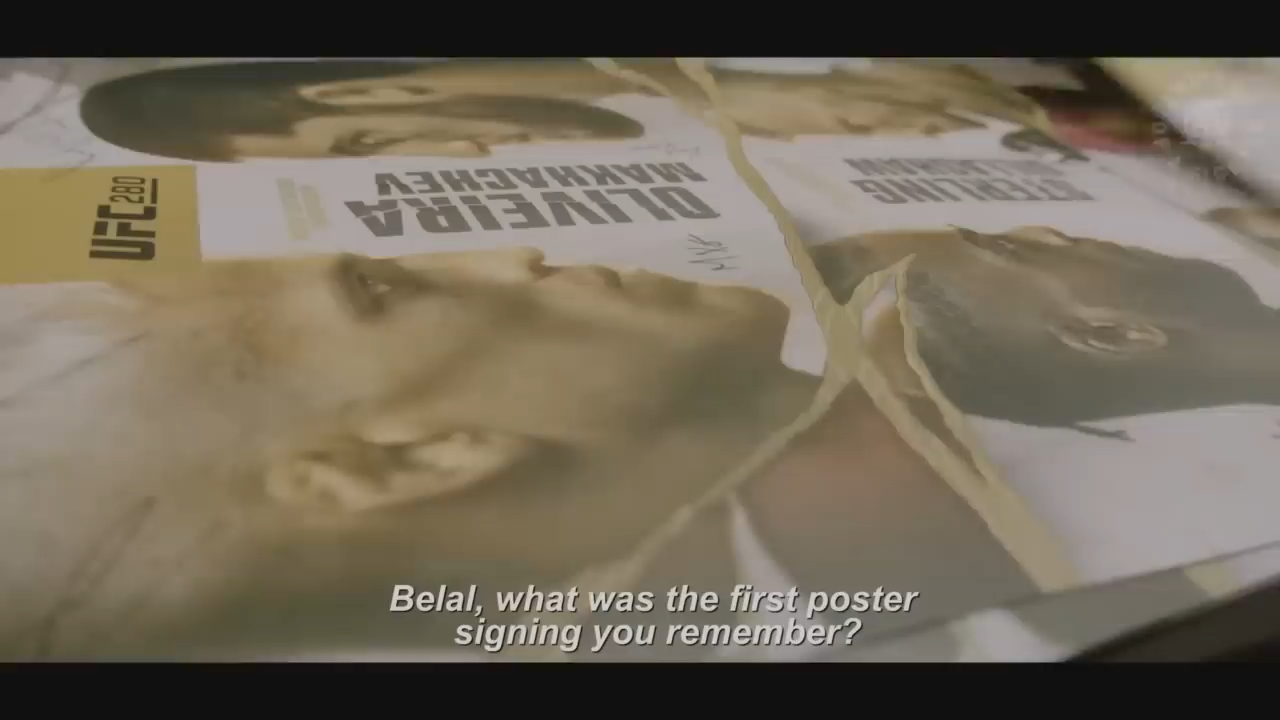 UFC 280
OLIVEIRA
MAKHACHEV
STERLING
DILLASHAW
Belal, what was the first poster
signing you remember?